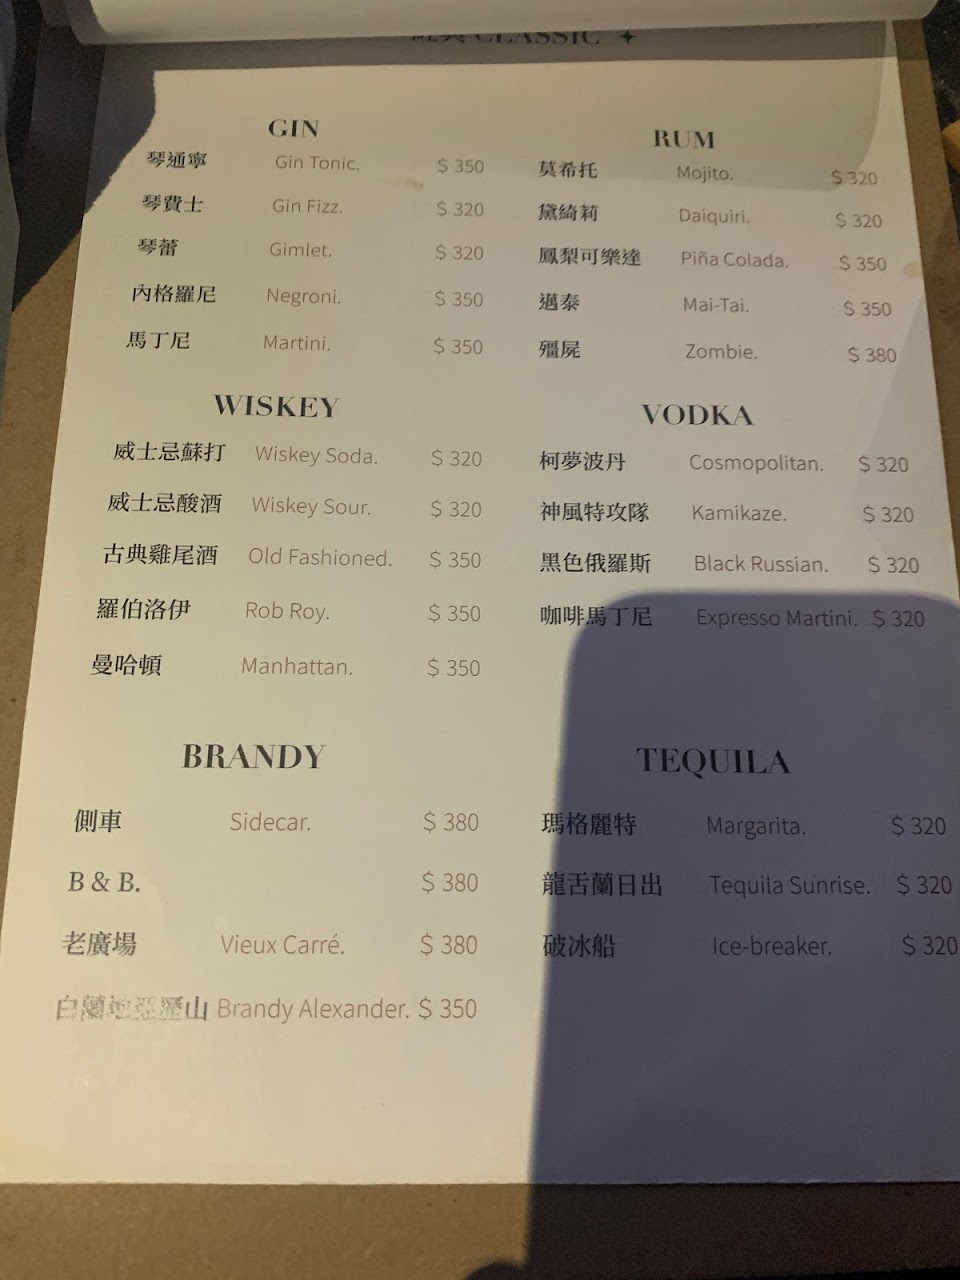 經典 CLASSIC
GIN
琴通寧 Gin Tonic. $ 350
琴費士 Gin Fizz. $ 320
琴蕾 Gimlet. $ 320
內格羅尼 Negroni. $ 350
馬丁尼 Martini. $ 350
WISKEY
威士忌蘇打 Wiskey Soda. $ 320
威士忌酸酒 Wiskey Sour. $ 320
古典雞尾酒 Old Fashioned. $ 350
羅伯洛伊 Rob Roy. $ 350
曼哈頓 Manhattan. $ 350
BRANDY
側車 Sidecar. $ 380
B & B. $ 380
老廣場 Vieux Carré. $ 380
白蘭地亞歷山 Brandy Alexander. $ 350
RUM
莫希托 Mojito. $ 320
黛綺莉 Daiquiri. $ 320
鳳梨可樂達 Piña Colada. $ 350
邁泰 Mai-Tai. $ 350
殭屍 Zombie. $ 380
VODKA
柯夢波丹 Cosmopolitan. $ 320
神風特攻隊 Kamikaze. $ 320
黑色俄羅斯 Black Russian. $ 320
咖啡馬丁尼 Expresso Martini. $ 320
TEQUILA
瑪格麗特 Margarita. $ 320
龍舌蘭日出 Tequila Sunrise. $ 320
破冰船 Ice-breaker. $ 320